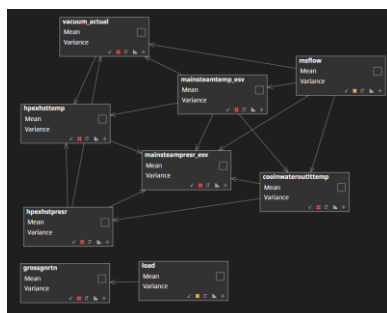 vacuum_actual
Mean
Variance
msflow
Mean
Variance
mainsteamtemp_esv
Mean
Variance
hpexhsttemp
Mean
Variance
mainsteampresr_esv
Mean
Variance
coolnwateroutlttemp
Mean
Variance
hpexhstpresr
Mean
Variance
grossgnrtn
Mean
Variance
load
Mean
Variance